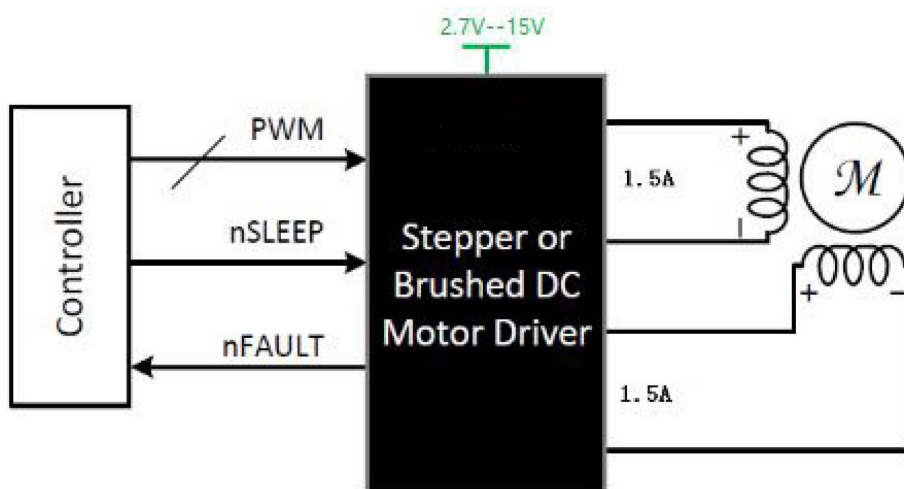 2.7V--15V
Controller
PWM
nSLEEP
nFAULT
Stepper or
Brushed DC
Motor Driver
+
1.5A
-
M
+ -
1.5A